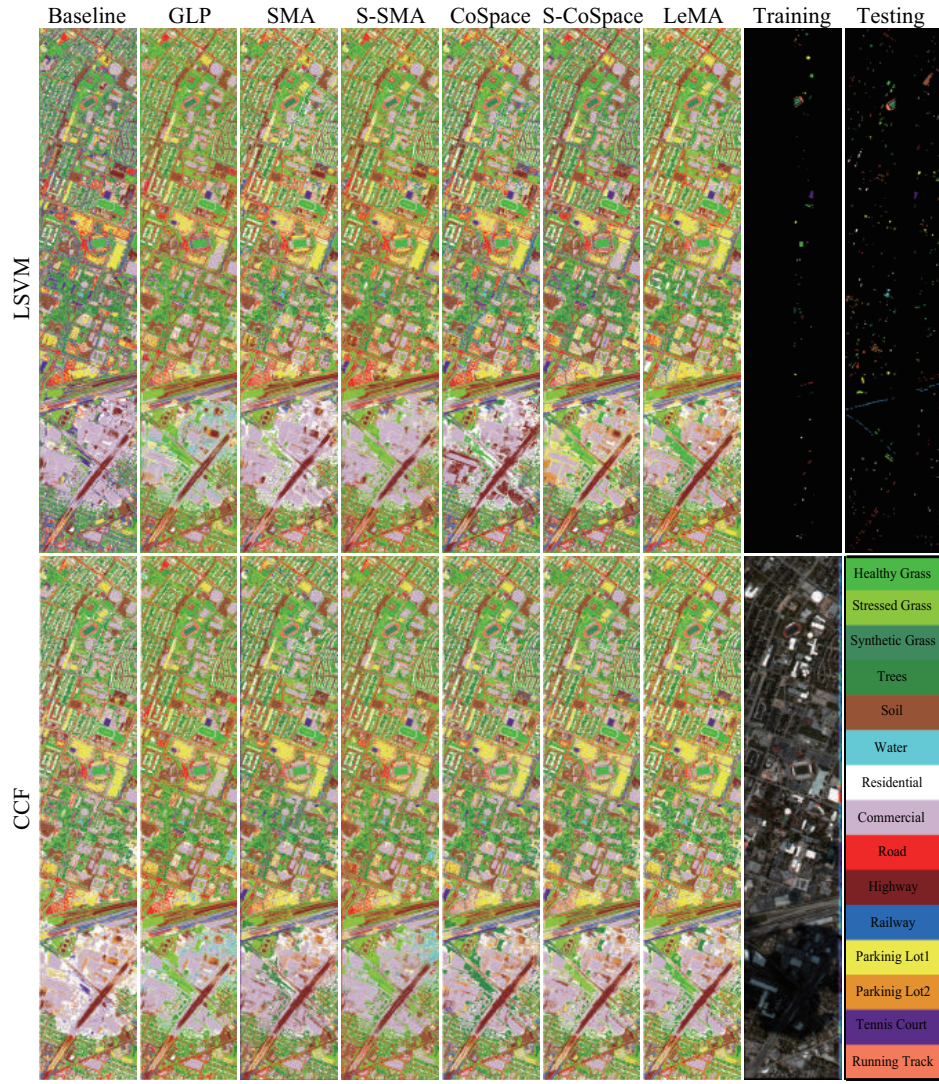 Baseline GLP SMA S-SMA CoSpace S-CoSpace LeMA Training Testing
LSVM
CCF
Healthy Grass
Stressed Grass
Synthetic Grass
Trees
Soil
Water
Residential
Commercial
Road
Highway
Railway
Parkinig Lot1
Parkinig Lot2
Tennis Court
Running Track